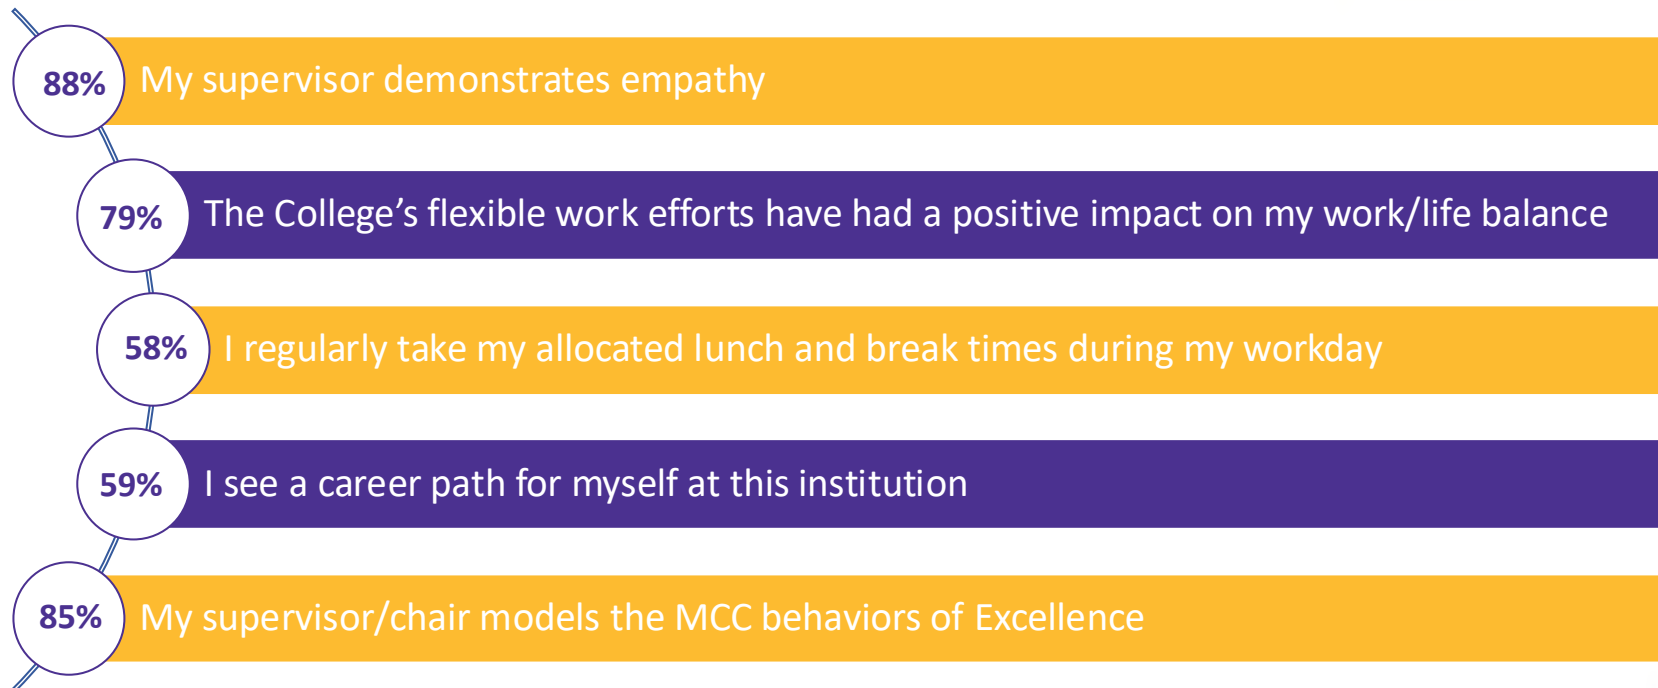 88% My supervisor demonstrates empathy
79% The College’s flexible work efforts have had a positive impact on my work/life balance
58% I regularly take my allocated lunch and break times during my workday
59% I see a career path for myself at this institution
85% My supervisor/chair models the MCC behaviors of Excellence